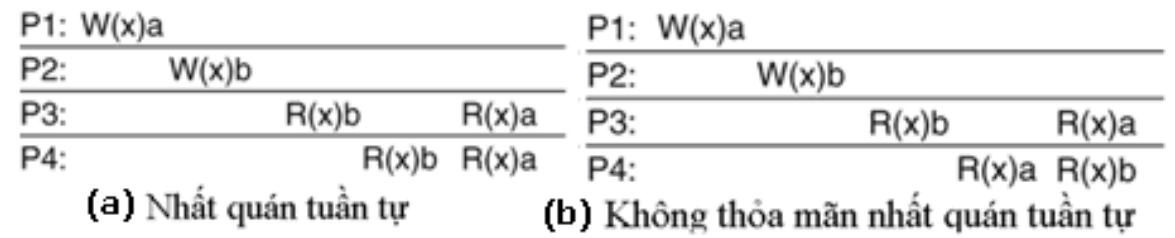 P1: W(x)a
P2: W(x)b
P3: R(x)b R(x)a
P4: R(x)b R(x)a
(a) Nhất quán tuần tự
P1: W(x)a
P2: W(x)b
P3: R(x)b R(x)a
P4: R(x)a R(x)b
(b) Không thỏa mãn nhất quán tuần tự